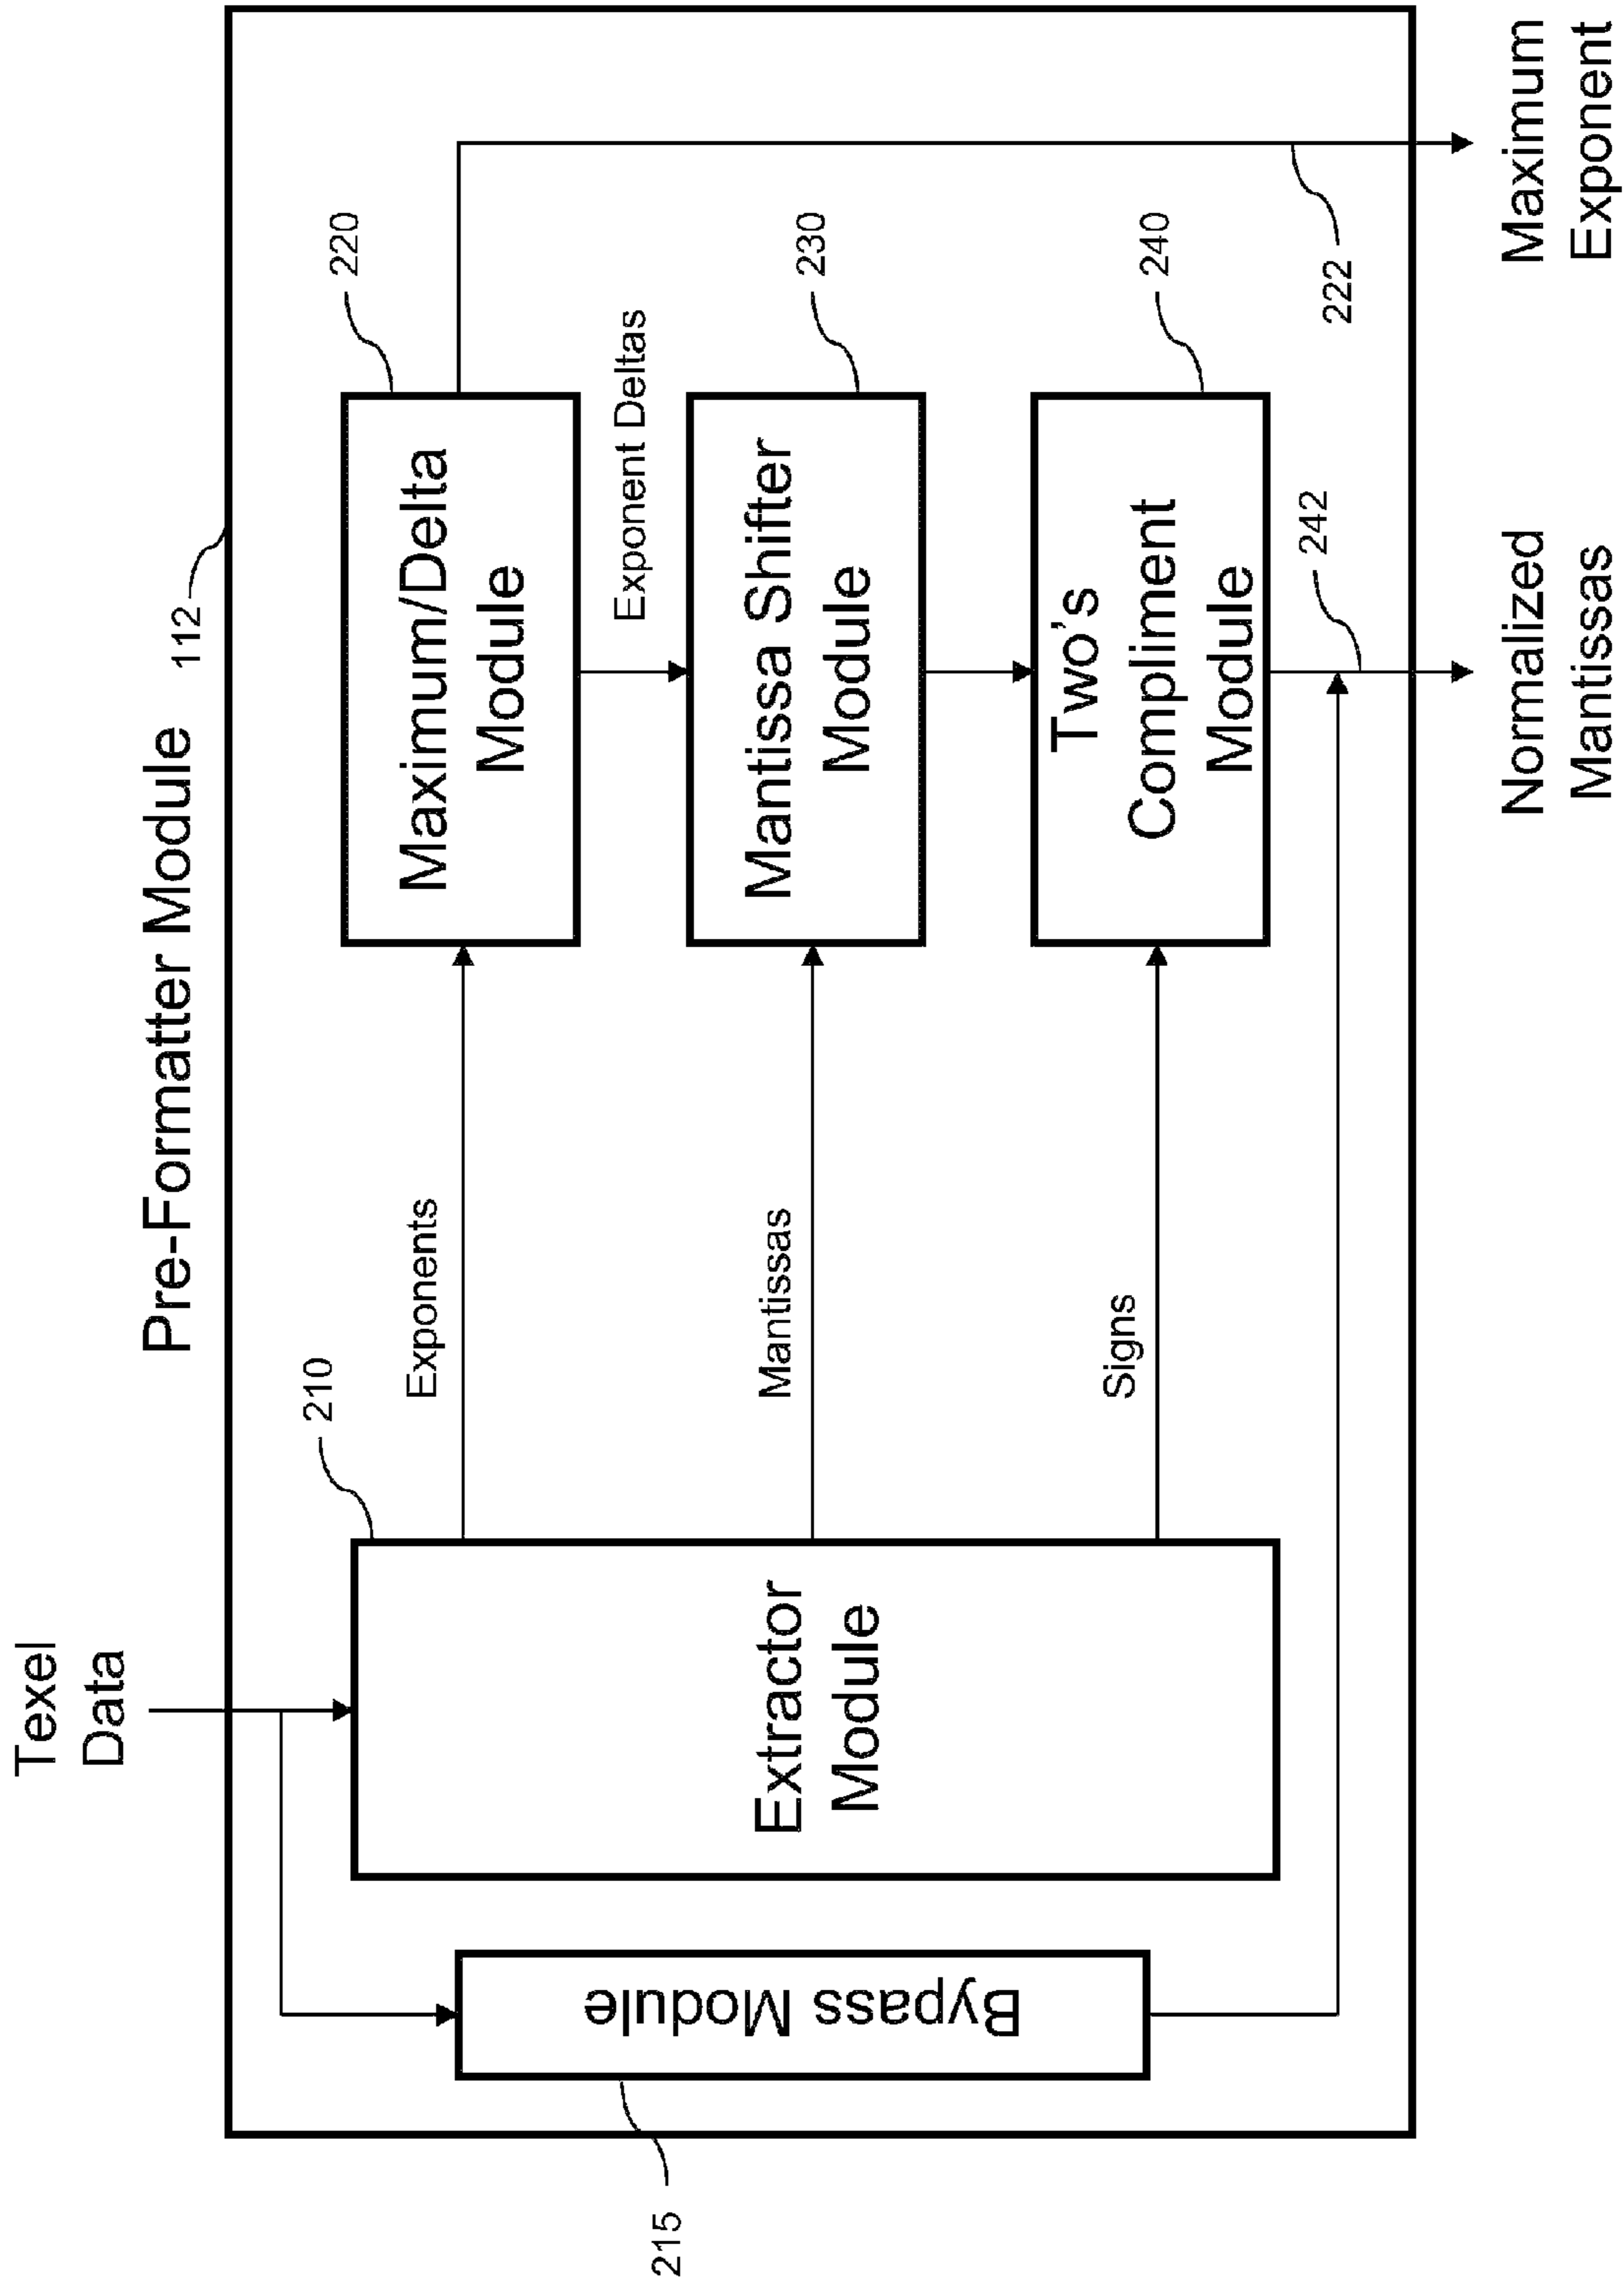 Texel
Data
Pre-Formatter Module
112
210
215
220
Bypass Module
Extractor
Module
Exponents
Maximum/Delta
Module
Exponent Deltas
230
Mantissas
Mantissa Shifter
Module
240
Signs
Two's
Compliment
Module
242
222
Normalized
Mantissas
Maximum
Exponent